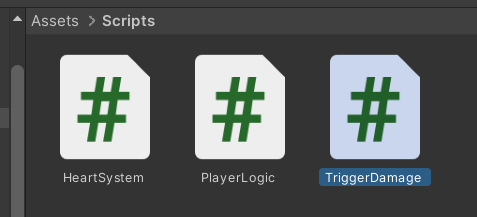 Assets > Scripts
#
#
#
HeartSystem
PlayerLogic
TriggerDamage